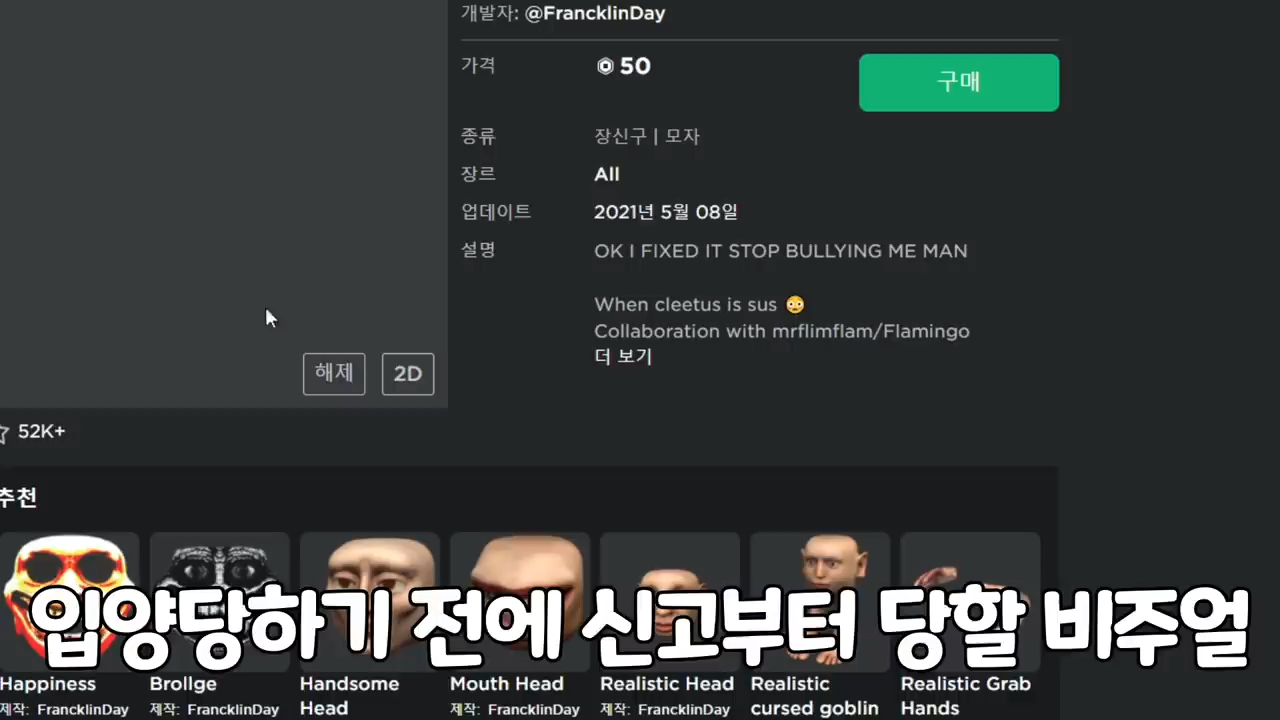 개발자: @FrancklinDay
가격 50 구매
종류 장신구 | 모자
장르 All
업데이트 2021년 5월 08일
설명 OK I FIXED IT STOP BULLYING ME MAN
When cleetus is sus 😳
Collaboration with mrflimflam/Flamingo
더 보기
해제 2D
52K+
추천
입양당하기 전에 신고부터 당할 비주얼
Happiness Brollge Handsome Head Mouth Head Realistic Head Realistic cursed goblin Realistic Grab Hands
제작: FrancklinDay 제작: FrancklinDay 제작: FrancklinDay 제작: FrancklinDay